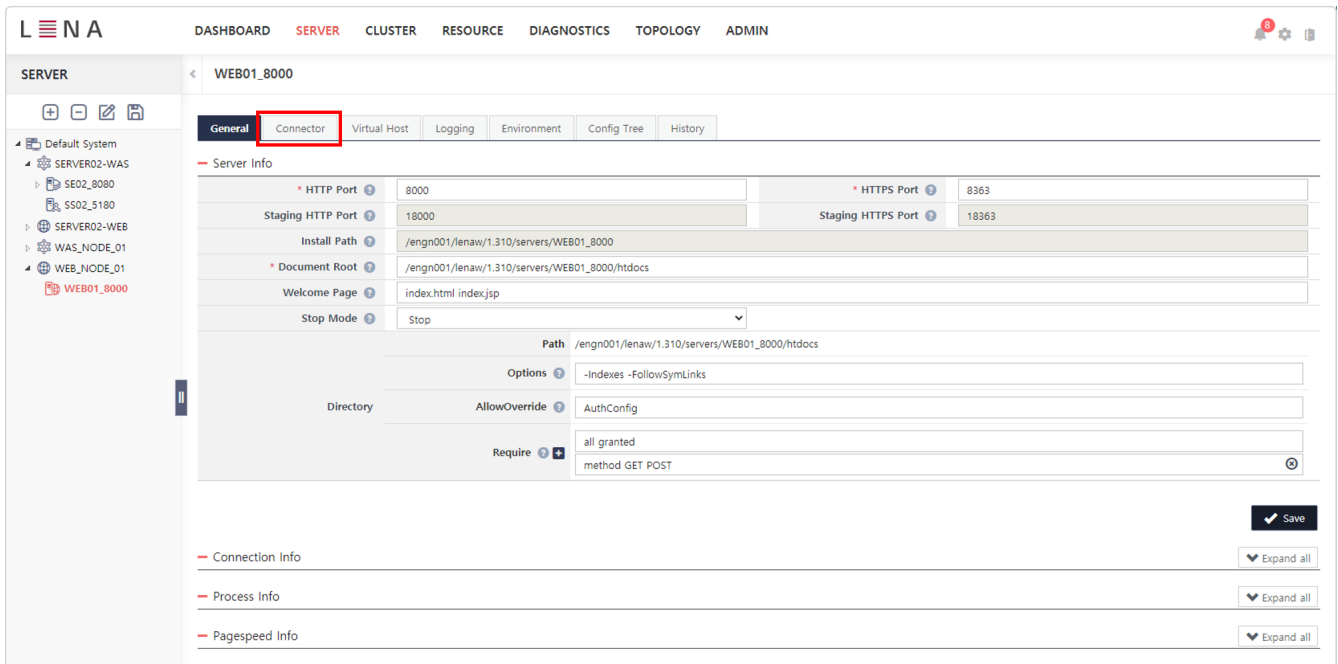 LENA
DASHBOARD SERVER CLUSTER RESOURCE DIAGNOSTICS TOPOLOGY ADMIN
8
SERVER
WEB01_8000
Default System
SERVER02-WAS
SE02_8080
SS02_5180
SERVER02-WEB
WAS_NODE_01
WEB_NODE_01
WEB01_8000
General Connector Virtual Host Logging Environment Config Tree History
Server Info
* HTTP Port ? 8000 * HTTPS Port ? 8363
Staging HTTP Port ? 18000 Staging HTTPS Port ? 18363
Install Path ? /engn001/lenaw/1.310/servers/WEB01_8000
* Document Root ? /engn001/lenaw/1.310/servers/WEB01_8000/htdocs
Welcome Page ? index.html index.jsp
Stop Mode ? Stop
Directory
Path /engn001/lenaw/1.310/servers/WEB01_8000/htdocs
Options ? -Indexes -FollowSymLinks
AllowOverride ? AuthConfig
Require ? + all granted
method GET POST
Save
Connection Info Expand all
Process Info Expand all
Pagespeed Info Expand all